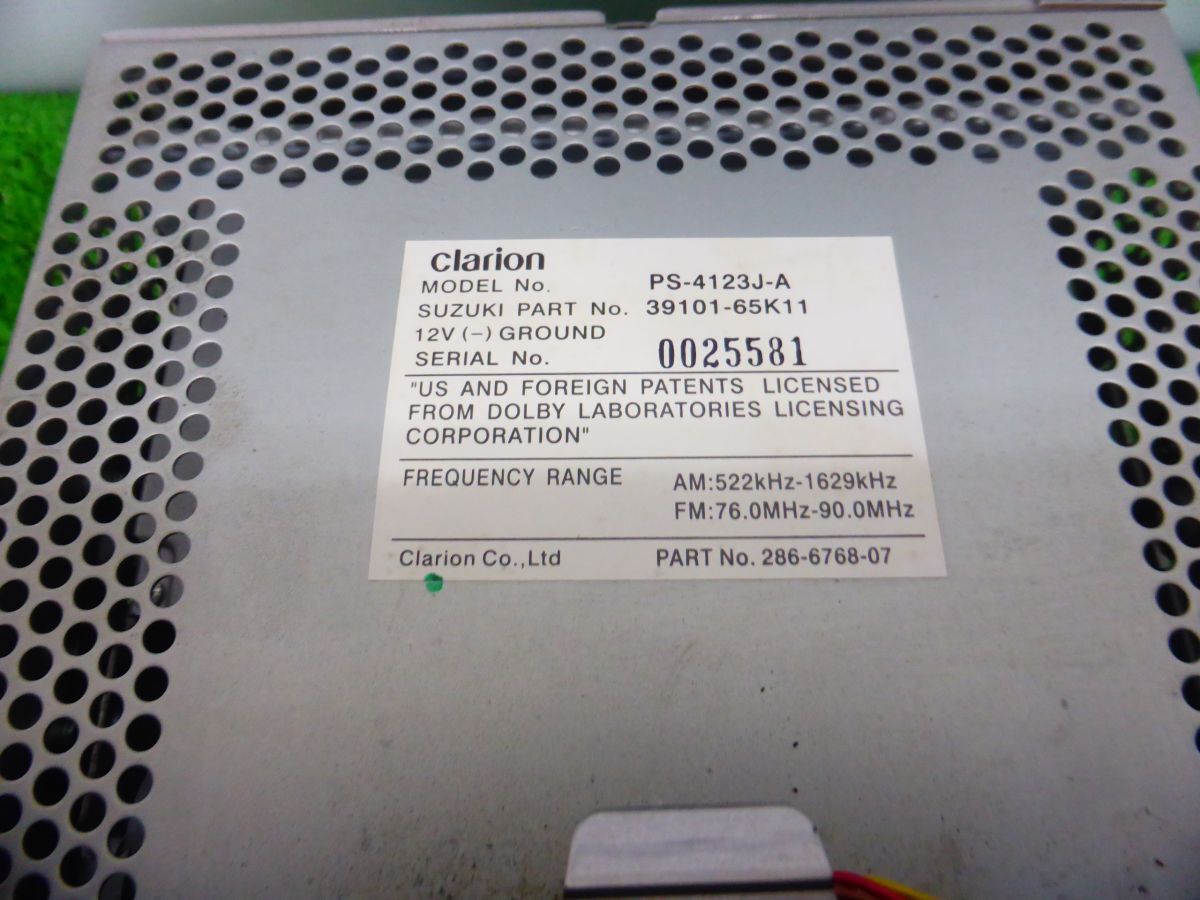 clarion
MODEL No. PS-4123J-A
SUZUKI PART No. 39101-65K11
12V (−) GROUND
SERIAL No. 0025581
"US AND FOREIGN PATENTS LICENSED
FROM DOLBY LABORATORIES LICENSING
CORPORATION"
FREQUENCY RANGE AM:522kHz-1629kHz
FM:76.0MHz-90.0MHz
Clarion Co.,Ltd PART No. 286-6768-07